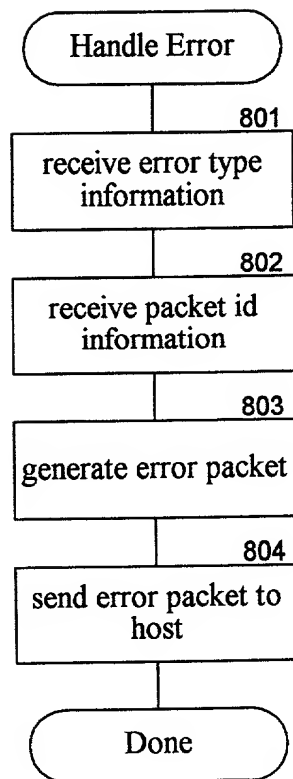 Handle Error
801
receive error type
information
802
receive packet id
information
803
generate error packet
804
send error packet to
host
Done